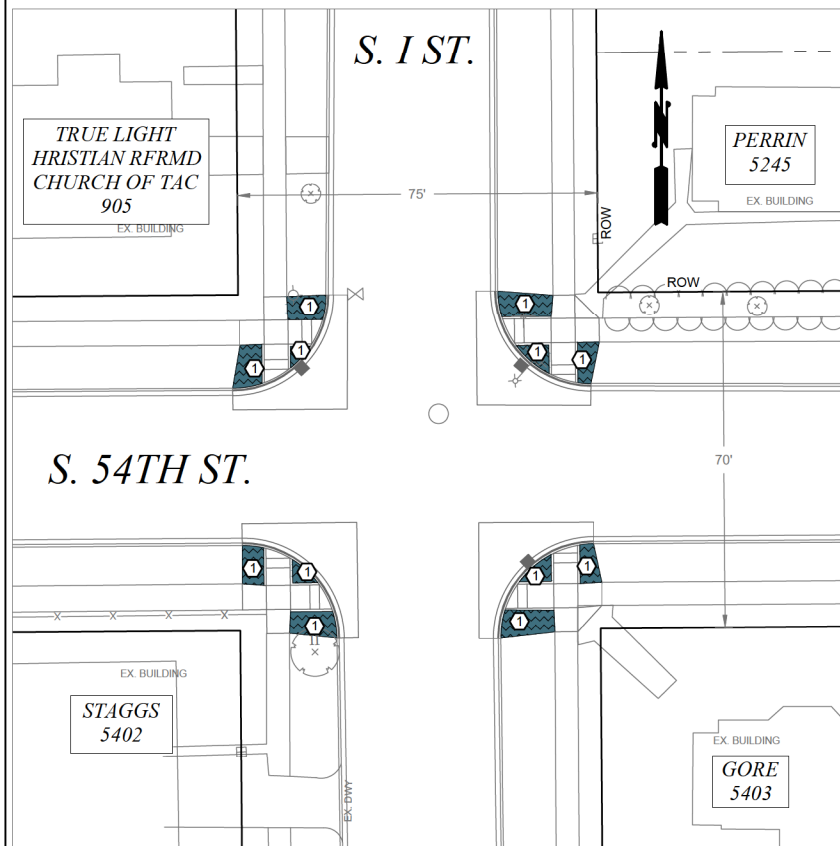 S. I ST.
TRUE LIGHT
HRISTIAN RFRMD
CHURCH OF TAC
905
EX. BUILDING
75'
N
ROW
PERRIN
5245
EX. BUILDING
ROW
1
1
1
1
1
1
S. 54TH ST.
70'
1
1
1
1
1
1
EX. BUILDING
STAGGS
5402
EX. DWY
EX. BUILDING
GORE
5403